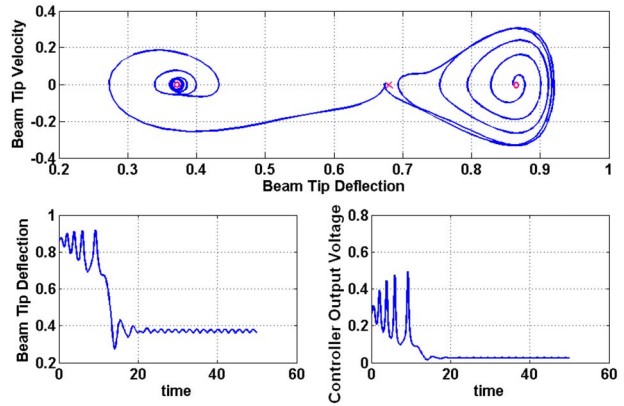 0.4
0.2
0
-0.2
-0.4
Beam Tip Velocity
0.2 0.3 0.4 0.5 0.6 0.7 0.8 0.9 1
Beam Tip Deflection
1
0.8
0.6
0.4
0.2
Beam Tip Deflection
0 20 40 60
time
0.8
0.6
0.4
0.2
0
Controller Output Voltage
0 20 40 60
time